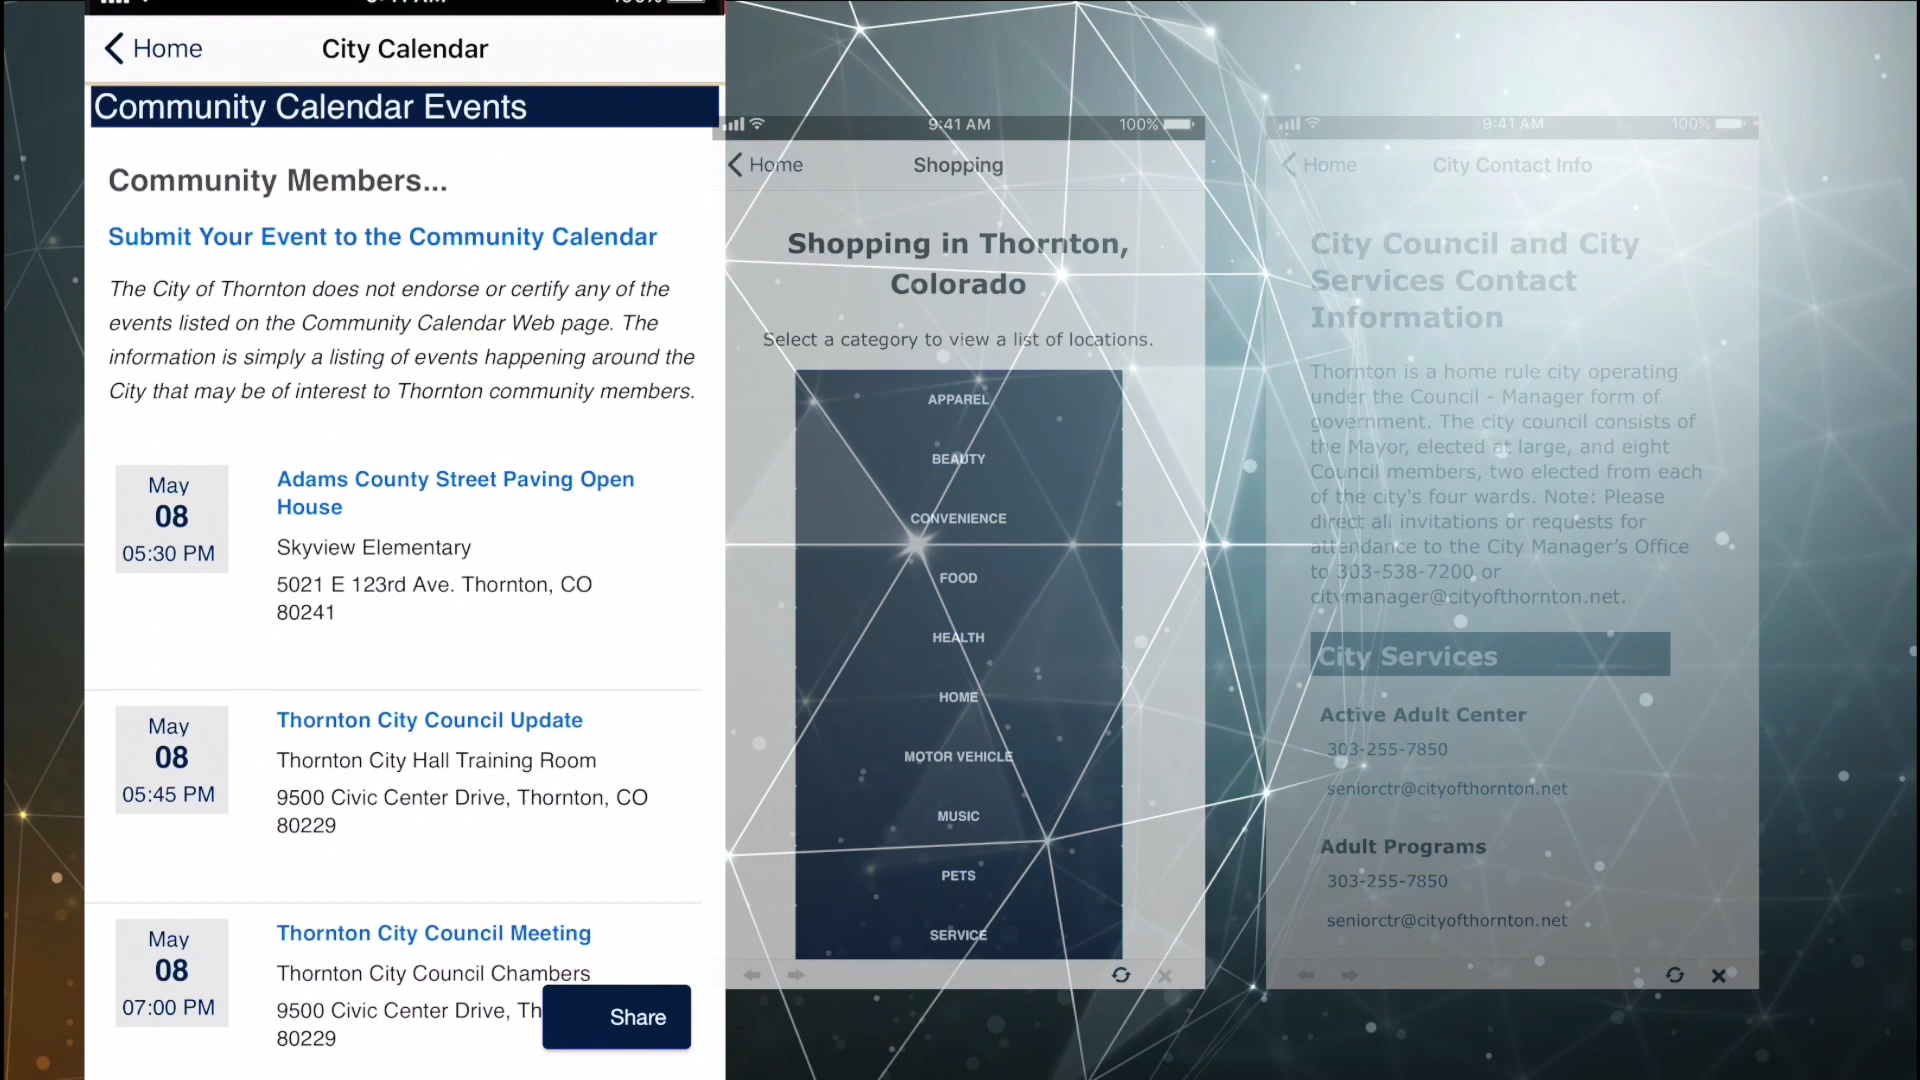 100%
Home
City Calendar
Community Calendar Events
Community Members...
Submit Your Event to the Community Calendar
The City of Thornton does not endorse or certify any of the
events listed on the Community Calendar Web page. The
information is simply a listing of events happening around the
City that may be of interest to Thornton community members.
May
08
05:30 PM
Adams County Street Paving Open
House
Skyview Elementary
5021 E 123rd Ave. Thornton, CO
80241
May
08
05:45 PM
Thornton City Council Update
Thornton City Hall Training Room
9500 Civic Center Drive, Thornton, CO
80229
May
08
07:00 PM
Thornton City Council Meeting
Thornton City Council Chambers
9500 Civic Center Drive, Th
80229
Share
9:41 AM
100%
Home
Shopping
Shopping in Thornton,
Colorado
Select a category to view a list of locations.
APPAREL
BEAUTY
CONVENIENCE
FOOD
HEALTH
HOME
MOTOR VEHICLE
MUSIC
PETS
SERVICE
9:41 AM
100%
Home
City Contact Info
City Council and City
Services Contact
Information
Thornton is a home rule city operating
under the Council - Manager form of
government. The city council consists of
the Mayor, elected at large, and eight
Council members, two elected from each
of the city's four wards. Note: Please
direct all invitations or requests for
attendance to the City Manager's Office
to 303-538-7200 or
citymanager@cityofthornton.net.
City Services
Active Adult Center
303-255-7850
seniorctr@cityofthornton.net
Adult Programs
303-255-7850
seniorctr@cityofthornton.net